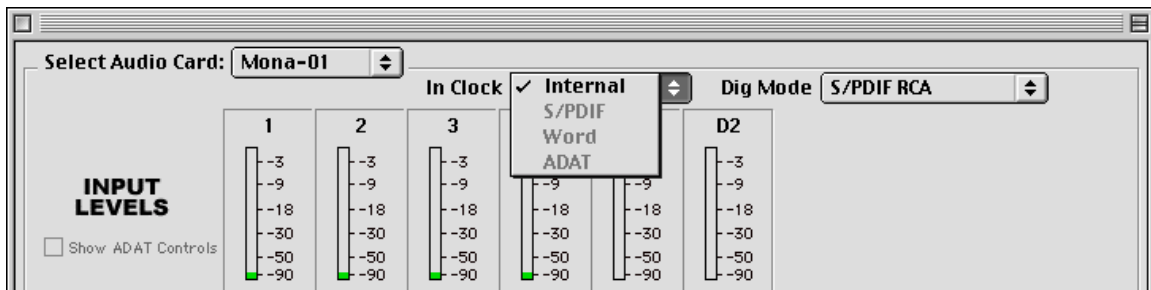 Select Audio Card: Mona-01
In Clock ✓ Internal Dig Mode S/PDIF RCA
S/PDIF
Word
ADAT
1 2 3 D2
INPUT LEVELS
Show ADAT Controls
-3 -3 -3 -3
-9 -9 -9 -9 -9 -9
-18 -18 -18 -18 -18 -18
-30 -30 -30 -30 -30 -30
-50 -50 -50 -50 -50 -50
-90 -90 -90 -90 -90 -90